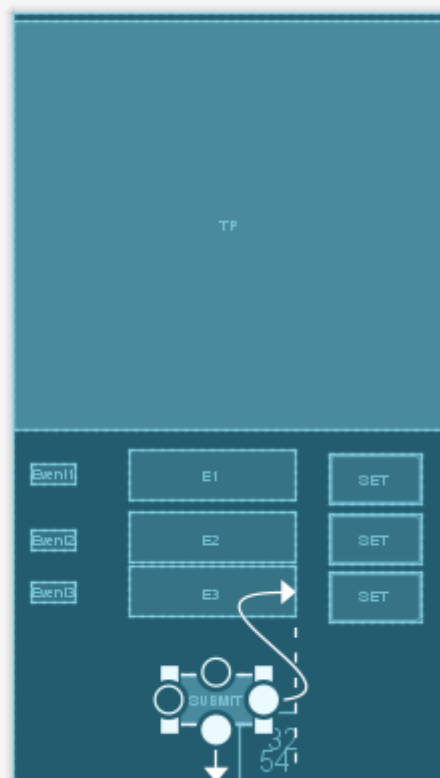 TP
Event1 E1 SET
Event2 E2 SET
Event3 E3 SET
SUBMIT
32
54